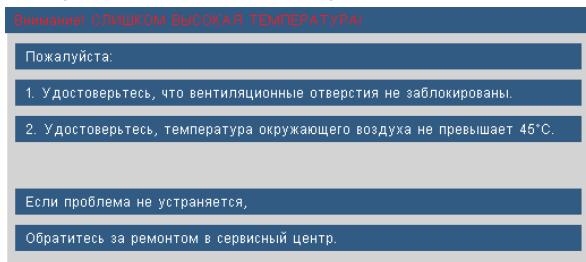 Внимание! СЛИШКОМ ВЫСОКАЯ ТЕМПЕРАТУРА!
Пожалуйста:
1. Удостоверьтесь, что вентиляционные отверстия не заблокированы.
2. Удостоверьтесь, температура окружающего воздуха не превышает 45°C.
Если проблема не устраняется,
Обратитесь за ремонтом в сервисный центр.